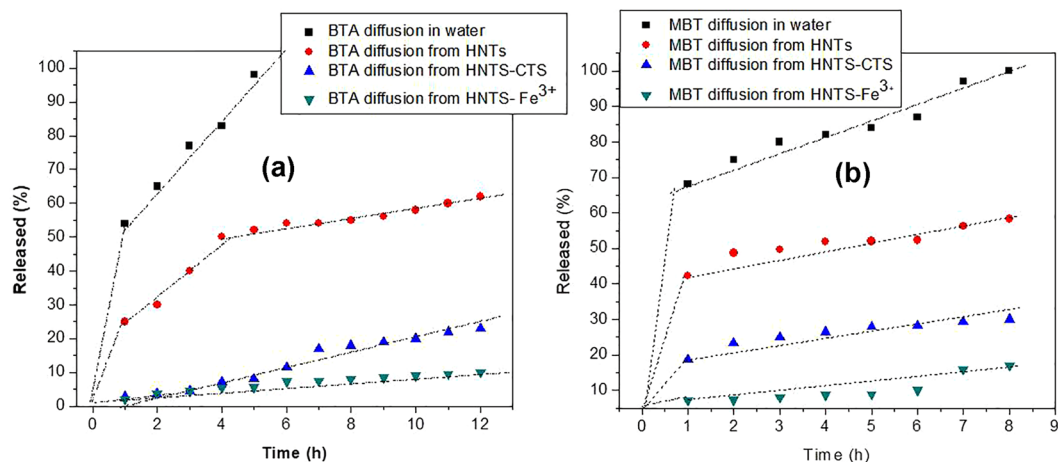 BTA diffusion in water
BTA diffusion from HNTs
BTA diffusion from HNTS-CTS
BTA diffusion from HNTS- Fe3+
(a)
Released (%)
100
90
80
70
60
50
40
30
20
10
0
0 2 4 6 8 10 12
Time (h)
MBT diffusion in water
MBT diffusion from HNTs
MBT diffusion from HNTS-CTS
MBT diffusion from HNTS-Fe3+
(b)
Released (%)
100
90
80
70
60
50
40
30
20
10
0 1 2 3 4 5 6 7 8 9
Time (h)